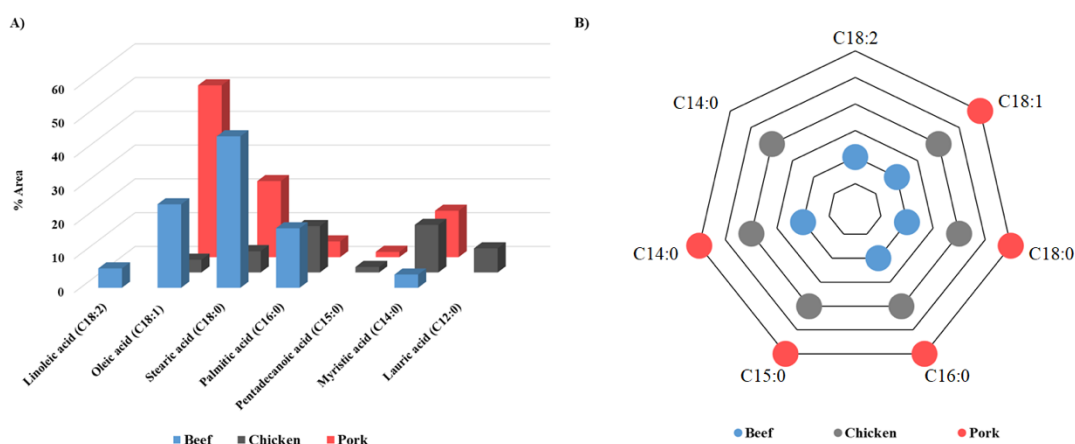 A)
% Area
60
50
40
30
20
10
0
Linoleic acid (C18:2)
Oleic acid (C18:1)
Stearic acid (C18:0)
Palmitic acid (C16:0)
Pentadecanoic acid (C15:0)
Myristic acid (C14:0)
Lauric acid (C12:0)
Beef Chicken Pork
B)
C18:2
C14:0 C18:1
C14:0 C18:0
C15:0 C16:0
Beef Chicken Pork